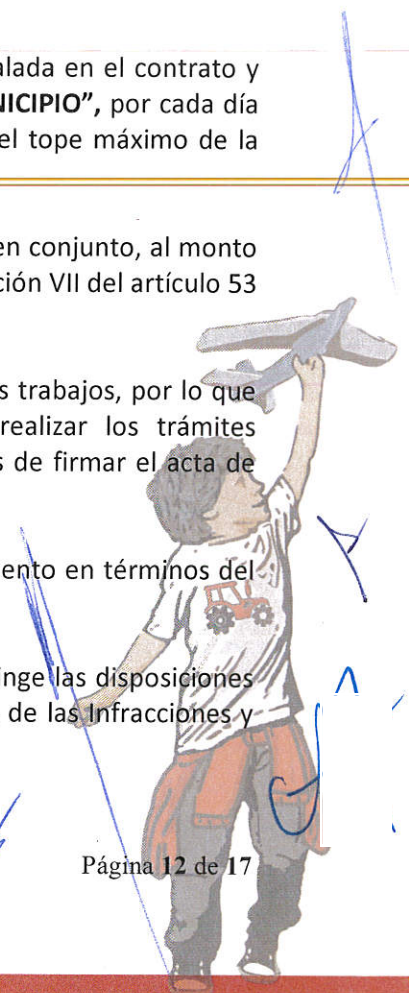 alada en el contrato y
NICIPIO", por cada día
el tope máximo de la
en conjunto, al monto
ción VII del artículo 53
s trabajos, por lo que
realizar los trámites
s de firmar el acta de
ento en términos del
inge las disposiciones
de las Infracciones y
Página 12 de 17